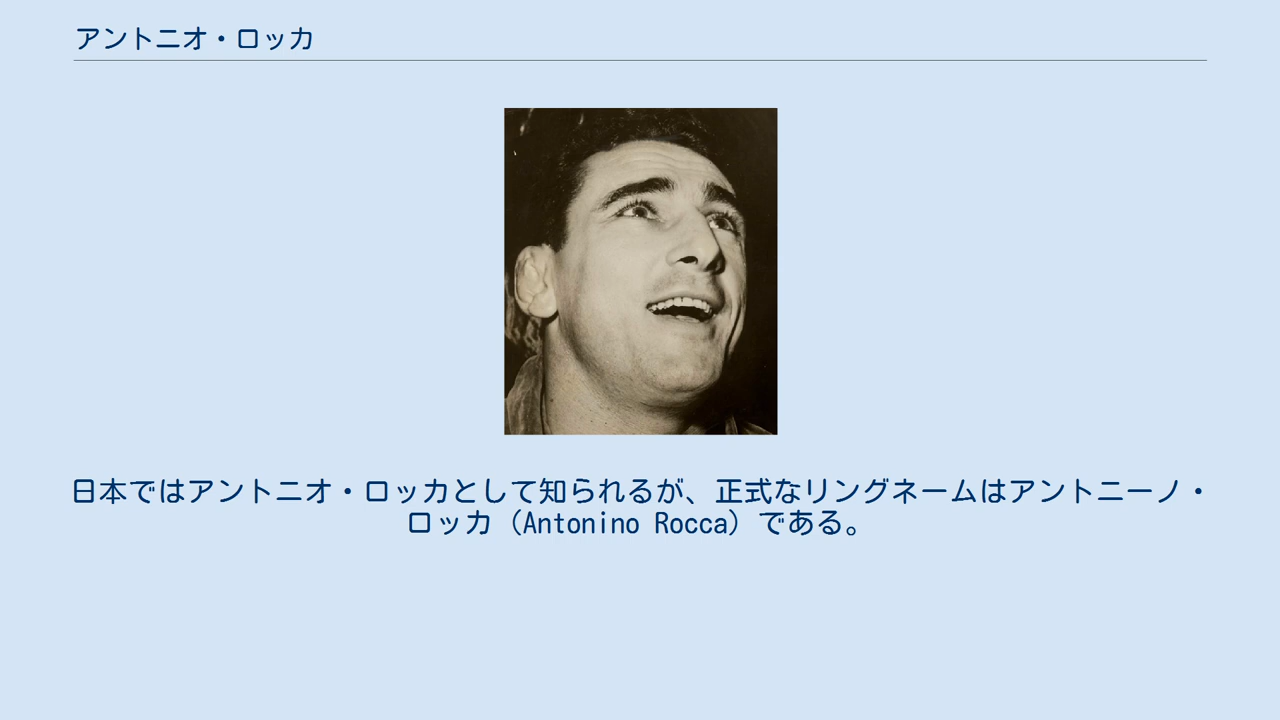 アントニオ・ロッカ
日本ではアントニオ・ロッカとして知られるが、正式なリングネームはアントニーノ・
ロッカ（Antonino Rocca）である。